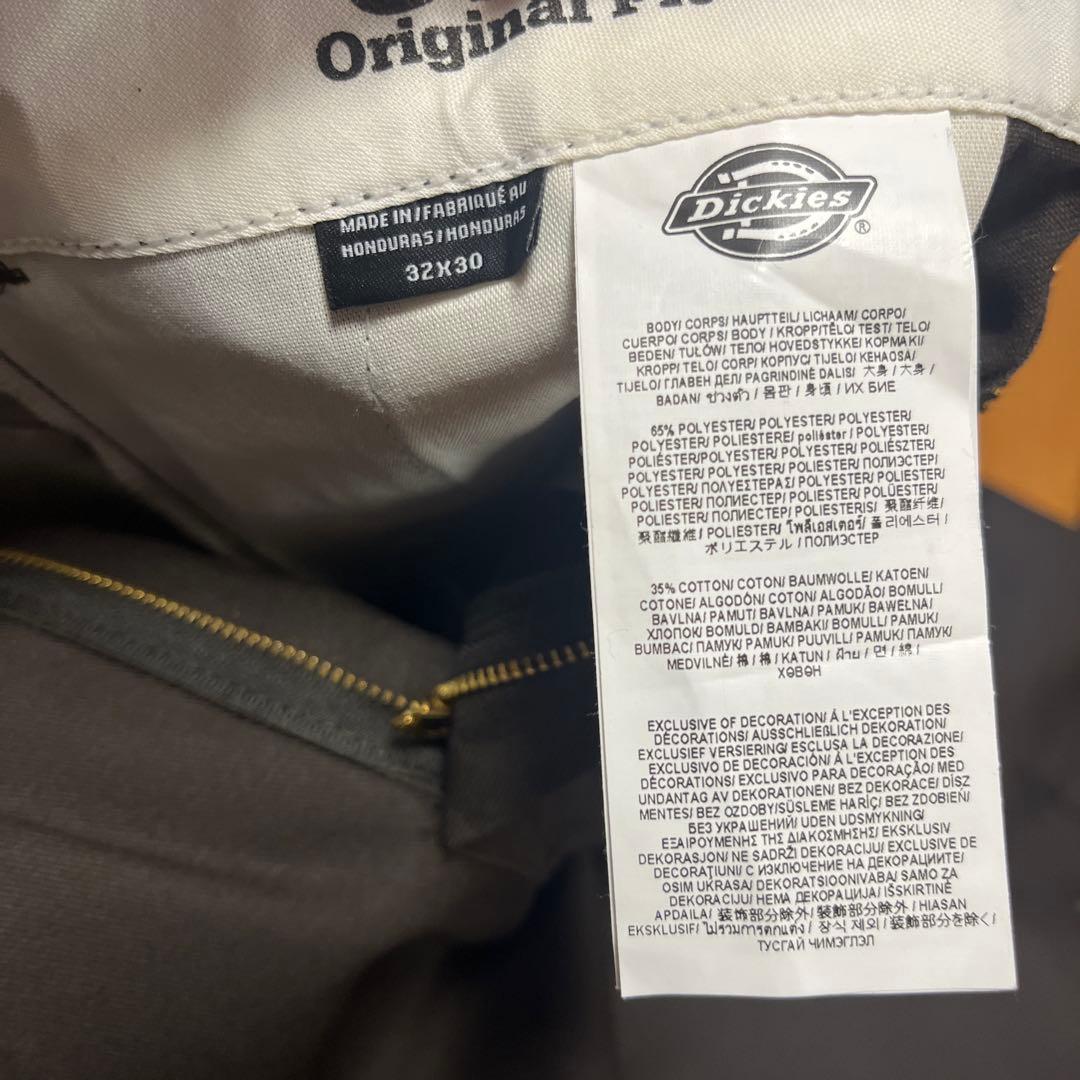 Original
MADE IN/FABRIQUÉ AU
HONDURAS/HONDURAS
32X30
Dickies®
BODY/ CORPS/ HAUPTTEIL/ LICHAAM/ CORPO/
CUERPO/ CORPS/ BODY / KROPP/TĚLO/ TEST/ TELO/
BEDEN/ TUŁÓW/ ΤΕΛΟ/ HOVEDSTYKKE/ КОРМАКІ/
KROPP/ TELO/ CORP/ КОРПУС/ TIJELO/ KEHAOSA/
TIJELO/ ГЛАВЕН ДЕЛ/ PAGRINDINĖ DALIS/ 大身 / 大身 /
BADAN/ ช่วงตัว / 몸판 / 身頃 / ИХ БИЕ
65% POLYESTER/ POLYESTER/ POLYESTER/
POLYESTER/ POLIESTERE/ poliéster / POLYESTER/
POLIÉSTER/POLYESTER/ POLYESTER/ POLIÉSZTER/
POLYESTER/ POLYESTER/ POLIESTER/ ПОЛИЭСТЕР/
POLYESTER/ ΠΟΛΥΕΣΤΕΡΑΣ/ POLYESTER/ POLYESTER/
POLIESTER/ ПОЛИЕСТЕР/ POLIESTER/ POLÜESTER/
POLIESTER/ ПОЛИЕСТЕР/ POLIESTERIS/ 聚酯纤维/
聚酯纖維/ POLIESTER/ โพลีเอสเตอร์/ 폴리에스터 /
ポリエステル / ПОЛИЭСТЕР
35% COTTON/ COTON/ BAUMWOLLE/ KATOEN/
COTONE/ ALGODÓN/ COTON/ ALGODÃO/ BOMULL/
BAVLNA/ PAMUT/ BAVLNA/ PAMUK/ BAWEŁNA/
ХЛОПОК/ BOMULD/ ΒΑΜΒΑΚΙ/ BOMULL/ PAMUK/
BUMBAC/ ПАМУК/ PAMUK/ PUUVILL/ PAMUK/ ПАМУК/
MEDVILNĖ/ 棉 / 棉 / KATUN / ฝ้าย / 면 / 綿 /
ХӨВӨН
EXCLUSIVE OF DECORATION/ À L'EXCEPTION DES
DÉCORATIONS/ AUSSCHLIEßLICH DEKORATION/
EXCLUSIEF VERSIERING/ ESCLUSA LA DECORAZIONE/
EXCLUSIVO DE DECORACIÓN/ À L'EXCEPTION DES
DÉCORATIONS/ EXCLUSIVO PARA DECORAÇÃO/ MED
UNDANTAG AV DEKORATIONEN/ BEZ DEKORACE/ DÍSZ
MENTES/ BEZ OZDOBY/SÜSLEME HARİÇ/ BEZ ZDOBIEŃ/
БЕЗ УКРАШЕНИЙ/ UDEN UDSMYKNING/
ΕΞΑΙΡΟΥΜΕΝΗΣ ΤΗΣ ΔΙΑΚΟΣΜΗΣΗΣ/ EKSKLUSIV
DEKORASJON/ NE SADRŽI DEKORACIJU/ EXCLUSIV DE
DECORAȚIUNI/ С ИЗКЛЮЧЕНИЕ НА ДЕКОРАЦИИТЕ/
OSIM UKRASA/ DEKORATSIOONIVABA/ SAMO ZA
DEKORACIJU/ НЕМА ДЕКОРАЦИЈА/ IŠSKIRTINĖ
APDAILA/ 装饰部分除外/ 裝飾部分除外 / HIASAN
EKSKLUSIF/ ไม่รวมการตกแต่ง / 장식 제외 / 装飾部分を除く/
ТУСГАЙ ЧИМЭГЛЭЛ